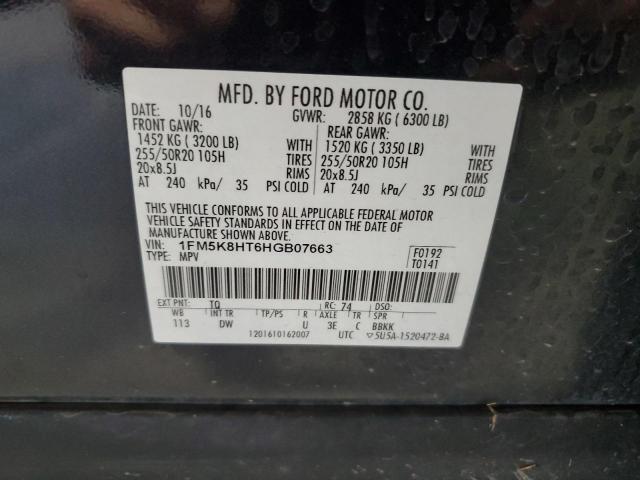 MFD. BY FORD MOTOR CO.
DATE: 10/16 GVWR: 2858 KG ( 6300 LB)
FRONT GAWR: REAR GAWR:
1452 KG ( 3200 LB) WITH 1520 KG ( 3350 LB) WITH
255/50R20 105H TIRES 255/50R20 105H TIRES
20x8.5J RIMS 20x8.5J RIMS
AT 240 kPa/ 35 PSI COLD AT 240 kPa/ 35 PSI COLD
THIS VEHICLE CONFORMS TO ALL APPLICABLE FEDERAL MOTOR
VEHICLE SAFETY STANDARDS IN EFFECT ON THE DATE OF
MANUFACTURE SHOWN ABOVE.
VIN: 1FM5K8HT6HGB07663 F0192
TYPE: MPV T0141
EXT PNT: TQ RC: 74 DSO:
WB INT TR TP/PS R AXLE TR SPR
113 DW U 3E C BBKK
1201610162007 UTC ▽5U5A-1520472-BA